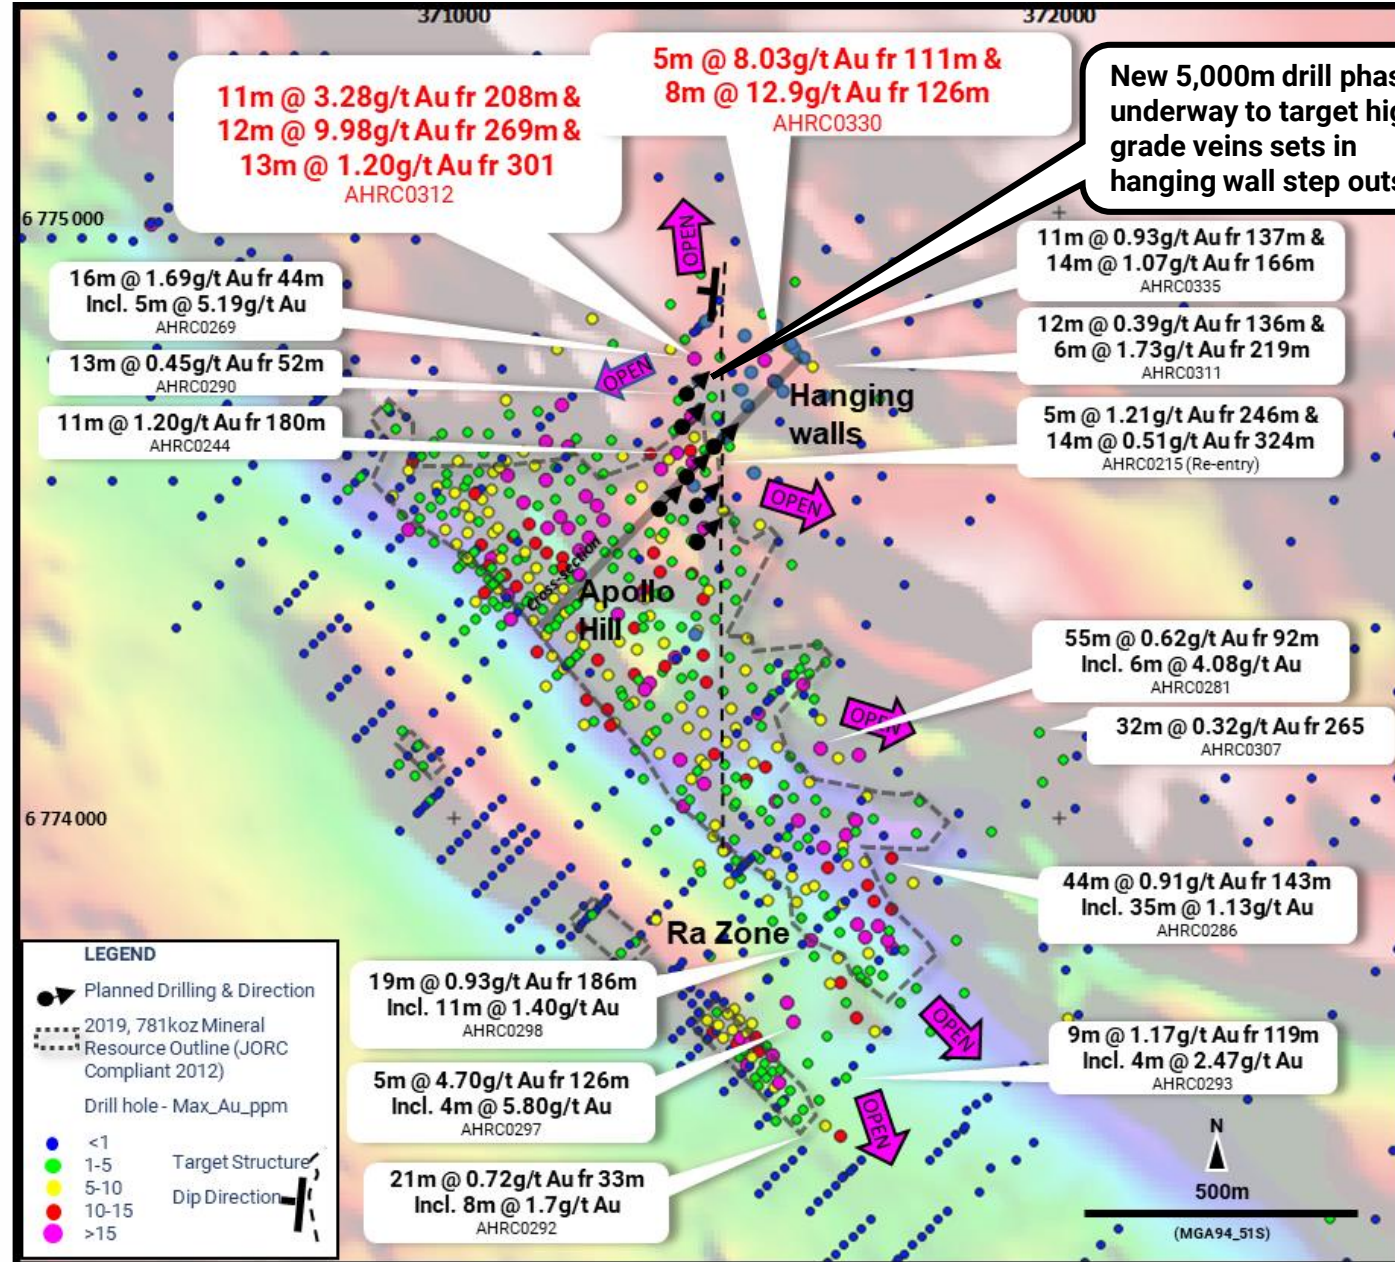 371000
372000
11m @ 3.28g/t Au fr 208m &
12m @ 9.98g/t Au fr 269m &
13m @ 1.20g/t Au fr 301
AHRC0312
5m @ 8.03g/t Au fr 111m &
8m @ 12.9g/t Au fr 126m
AHRC0330
New 5,000m drill phas
underway to target hig
grade veins sets in
hanging wall step outs
6 775 000
OPEN
16m @ 1.69g/t Au fr 44m
Incl. 5m @ 5.19g/t Au
AHRC0269
13m @ 0.45g/t Au fr 52m
AHRC0290
11m @ 1.20g/t Au fr 180m
AHRC0244
OPEN
11m @ 0.93g/t Au fr 137m &
14m @ 1.07g/t Au fr 166m
AHRC0335
12m @ 0.39g/t Au fr 136m &
6m @ 1.73g/t Au fr 219m
AHRC0311
5m @ 1.21g/t Au fr 246m &
14m @ 0.51g/t Au fr 324m
AHRC0215 (Re-entry)
Hanging
walls
OPEN
cross-section
Apollo
Hill
55m @ 0.62g/t Au fr 92m
Incl. 6m @ 4.08g/t Au
AHRC0281
OPEN
32m @ 0.32g/t Au fr 265
AHRC0307
6 774 000
44m @ 0.91g/t Au fr 143m
Incl. 35m @ 1.13g/t Au
AHRC0286
Ra Zone
19m @ 0.93g/t Au fr 186m
Incl. 11m @ 1.40g/t Au
AHRC0298
OPEN
9m @ 1.17g/t Au fr 119m
Incl. 4m @ 2.47g/t Au
AHRC0293
5m @ 4.70g/t Au fr 126m
Incl. 4m @ 5.80g/t Au
AHRC0297
OPEN
21m @ 0.72g/t Au fr 33m
Incl. 8m @ 1.7g/t Au
AHRC0292
LEGEND
Planned Drilling & Direction
2019, 781koz Mineral
Resource Outline (JORC
Compliant 2012)
Drill hole - Max_Au_ppm
<1
1-5
5-10
10-15
>15
Target Structure
Dip Direction
N
500m
(MGA94_51S)